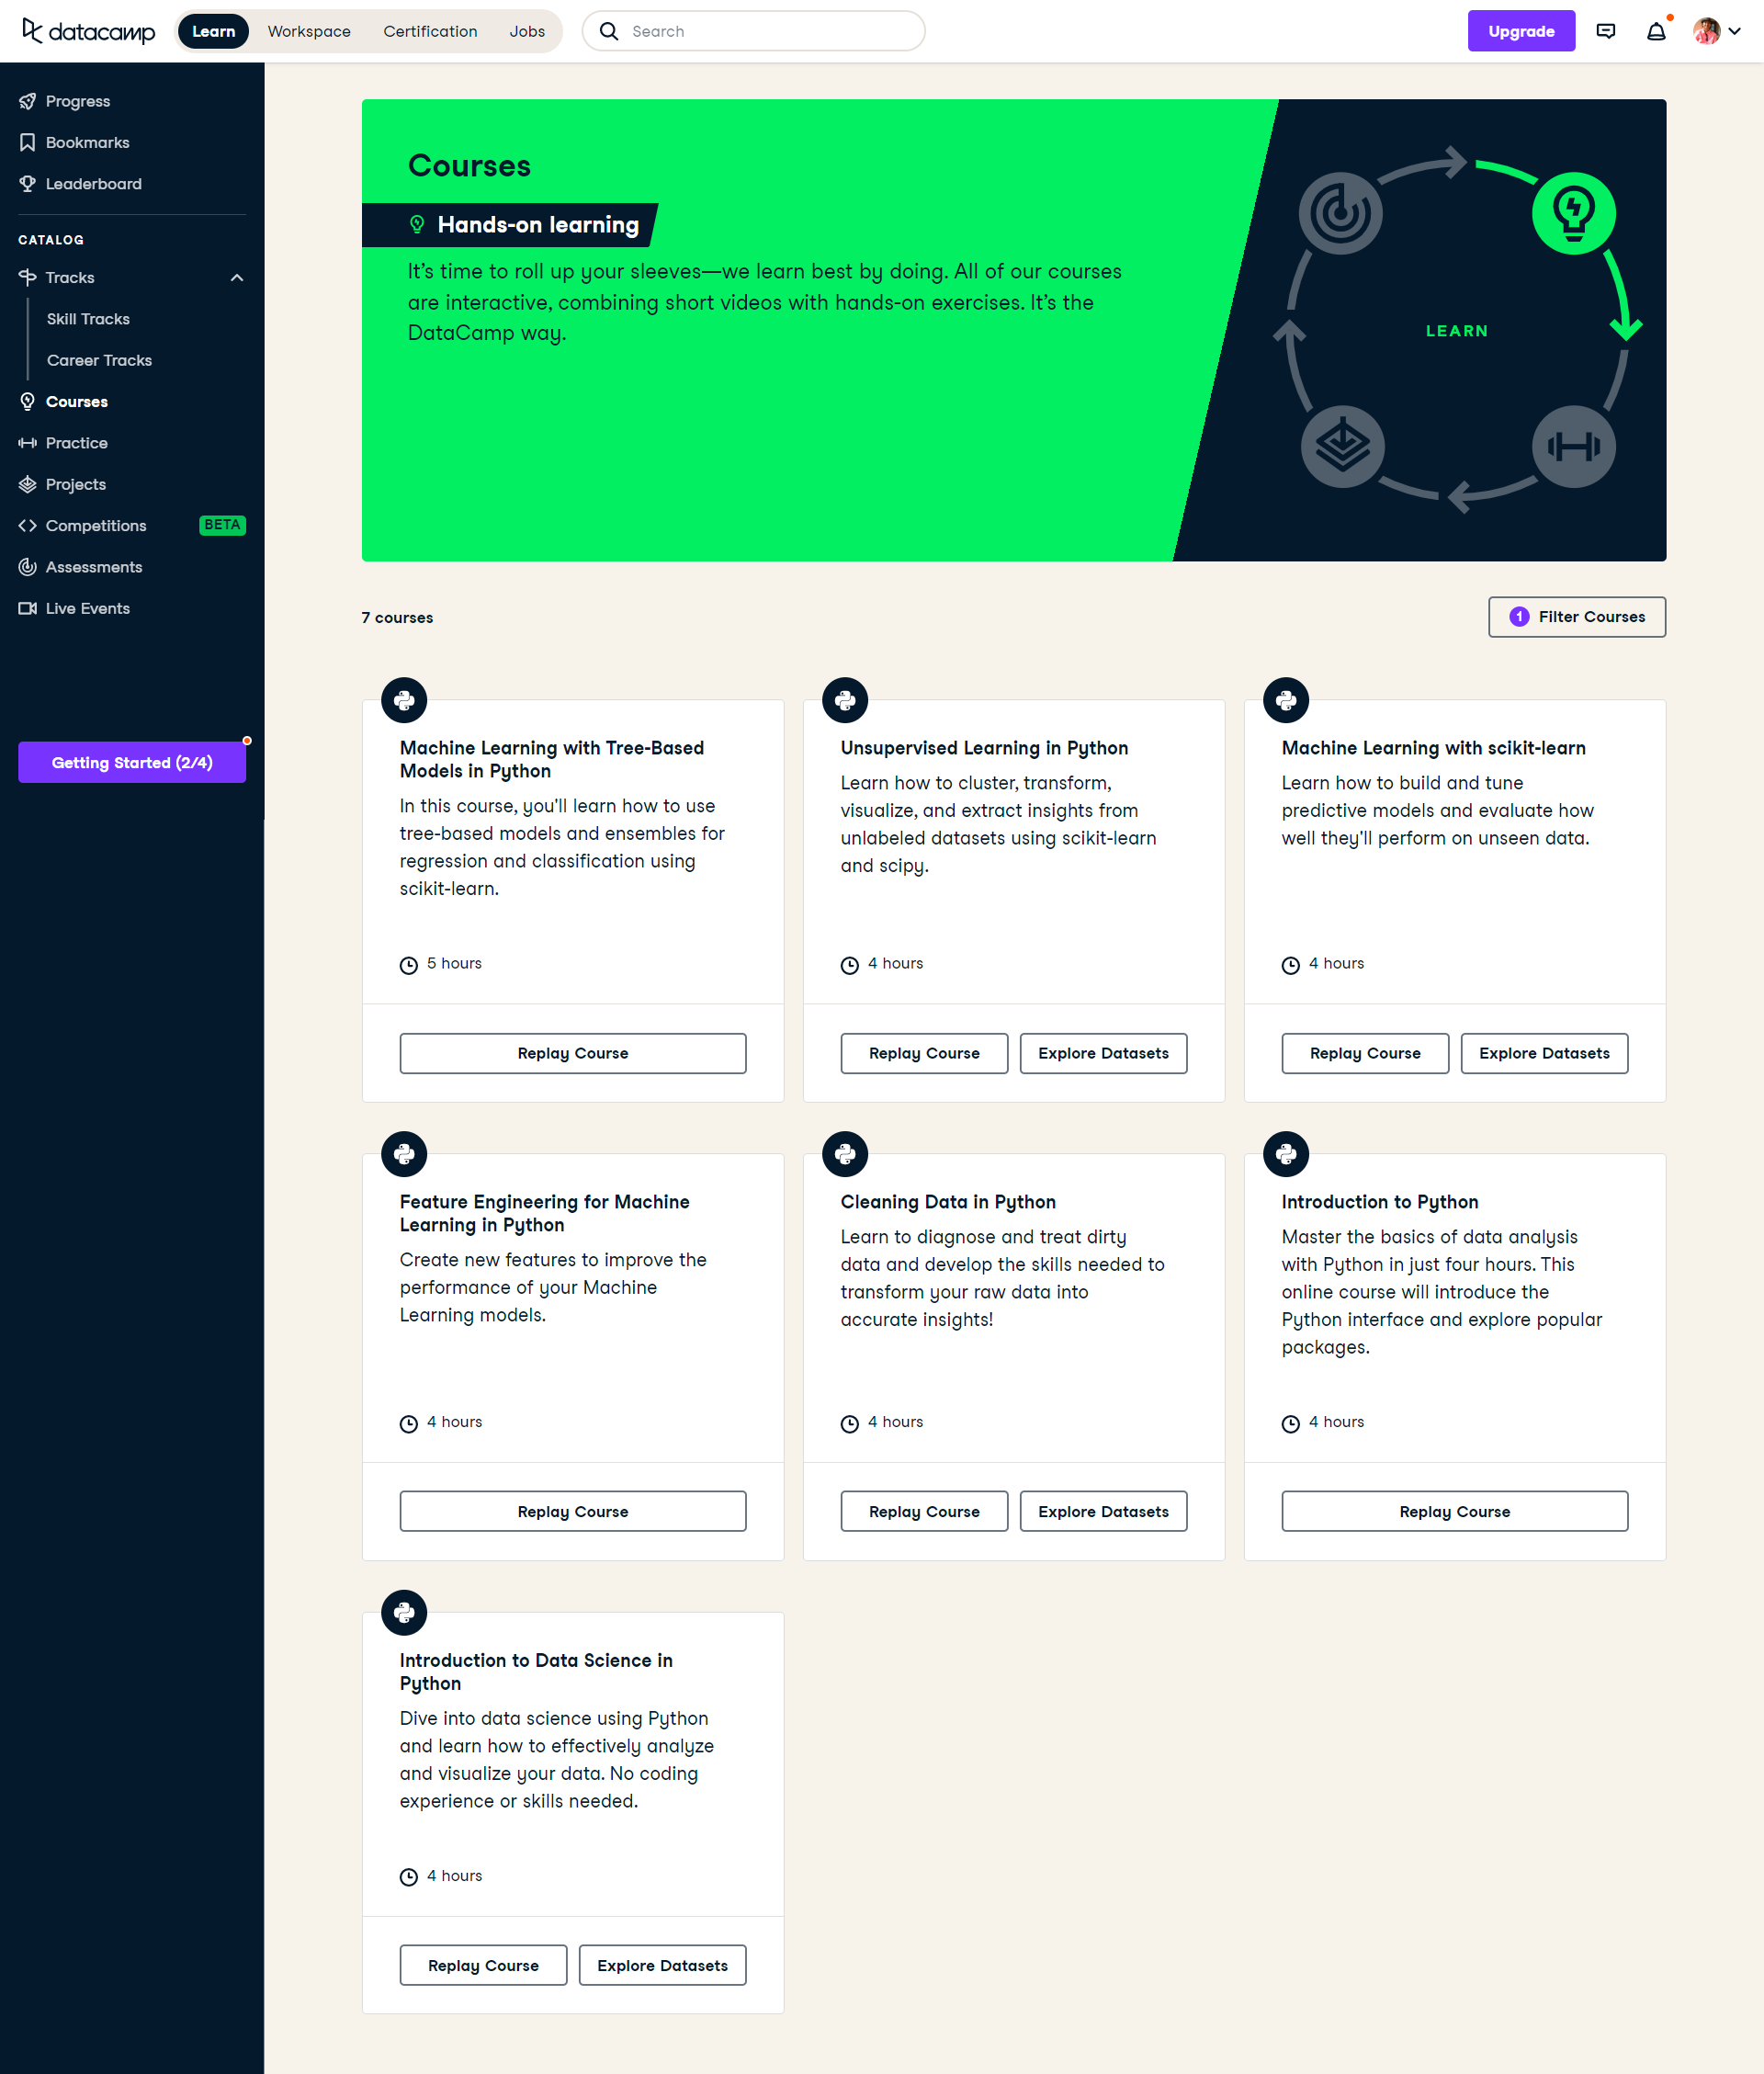 datacamp
Learn Workspace Certification Jobs
Search
Upgrade
Progress
Bookmarks
Leaderboard
CATALOG
Tracks
Skill Tracks
Career Tracks
Courses
Practice
Projects
Competitions BETA
Assessments
Live Events
Getting Started (2/4)
Courses
Hands-on learning
It’s time to roll up your sleeves—we learn best by doing. All of our courses
are interactive, combining short videos with hands-on exercises. It’s the
DataCamp way.
LEARN
7 courses
1 Filter Courses
Machine Learning with Tree-Based
Models in Python
In this course, you'll learn how to use
tree-based models and ensembles for
regression and classification using
scikit-learn.
5 hours
Replay Course
Unsupervised Learning in Python
Learn how to cluster, transform,
visualize, and extract insights from
unlabeled datasets using scikit-learn
and scipy.
4 hours
Replay Course Explore Datasets
Machine Learning with scikit-learn
Learn how to build and tune
predictive models and evaluate how
well they'll perform on unseen data.
4 hours
Replay Course Explore Datasets
Feature Engineering for Machine
Learning in Python
Create new features to improve the
performance of your Machine
Learning models.
4 hours
Replay Course
Cleaning Data in Python
Learn to diagnose and treat dirty
data and develop the skills needed to
transform your raw data into
accurate insights!
4 hours
Replay Course Explore Datasets
Introduction to Python
Master the basics of data analysis
with Python in just four hours. This
online course will introduce the
Python interface and explore popular
packages.
4 hours
Replay Course
Introduction to Data Science in
Python
Dive into data science using Python
and learn how to effectively analyze
and visualize your data. No coding
experience or skills needed.
4 hours
Replay Course Explore Datasets